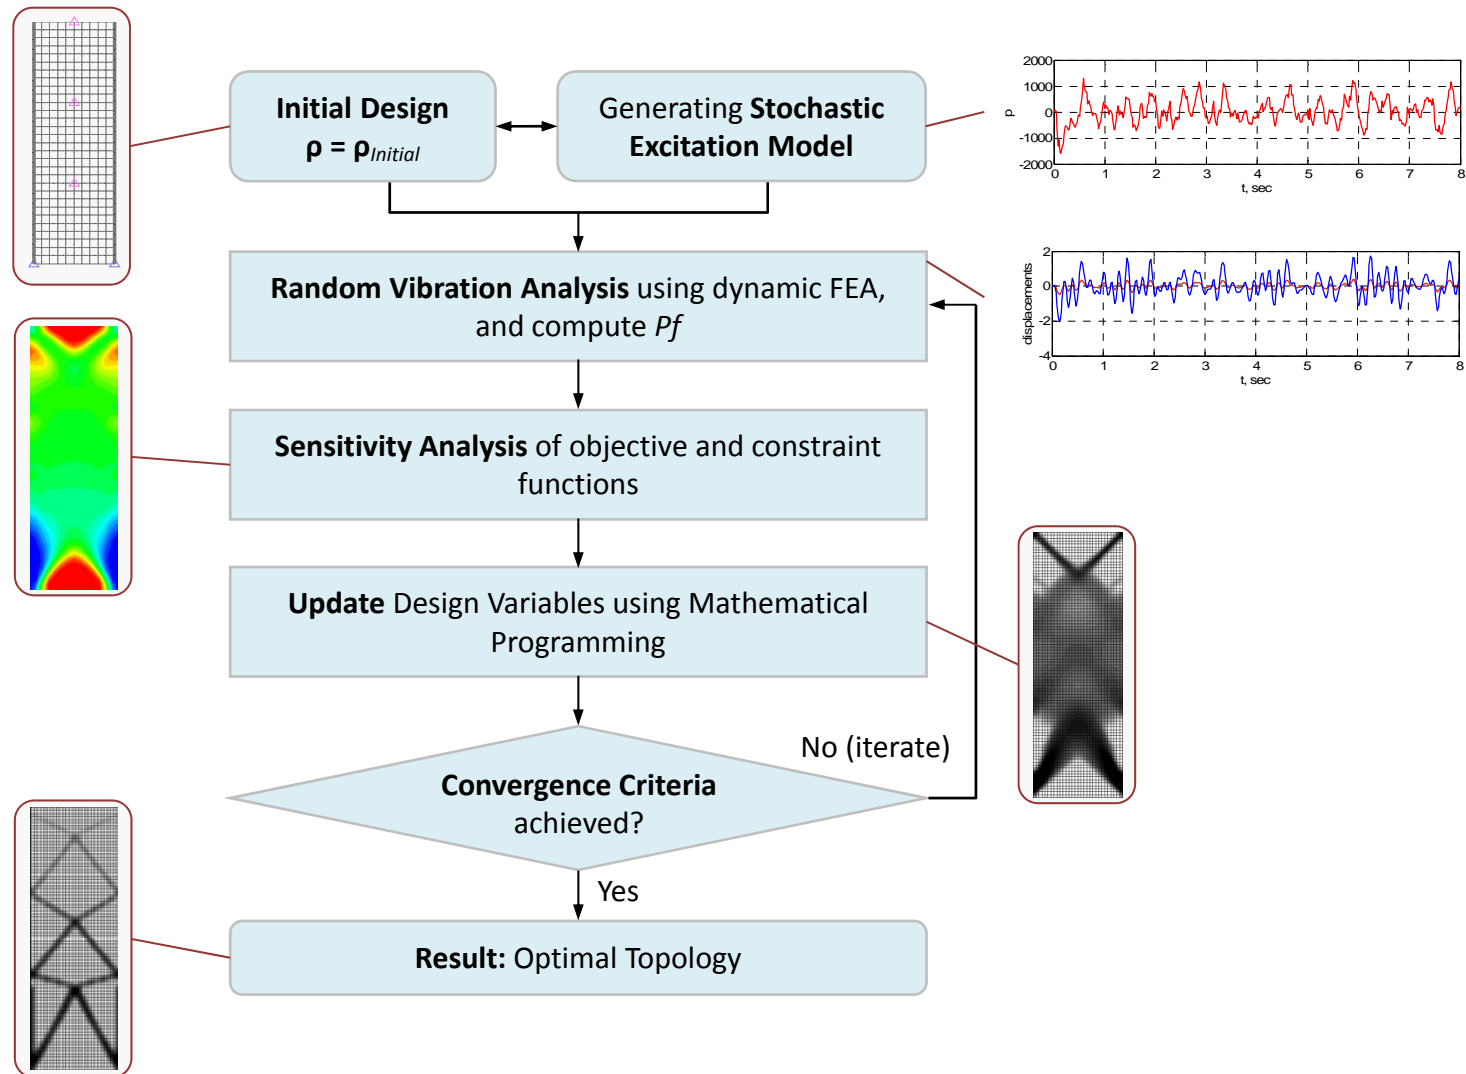 Initial Design
ρ = ρInitial
Generating Stochastic
Excitation Model
p
2000
1000
0
-1000
-2000
0 1 2 3 4 5 6 7 8
t, sec
Random Vibration Analysis using dynamic FEA,
and compute Pf
displacements
2
0
-2
-4
0 1 2 3 4 5 6 7 8
t, sec
Sensitivity Analysis of objective and constraint
functions
Update Design Variables using Mathematical
Programming
No (iterate)
Convergence Criteria
achieved?
Yes
Result: Optimal Topology